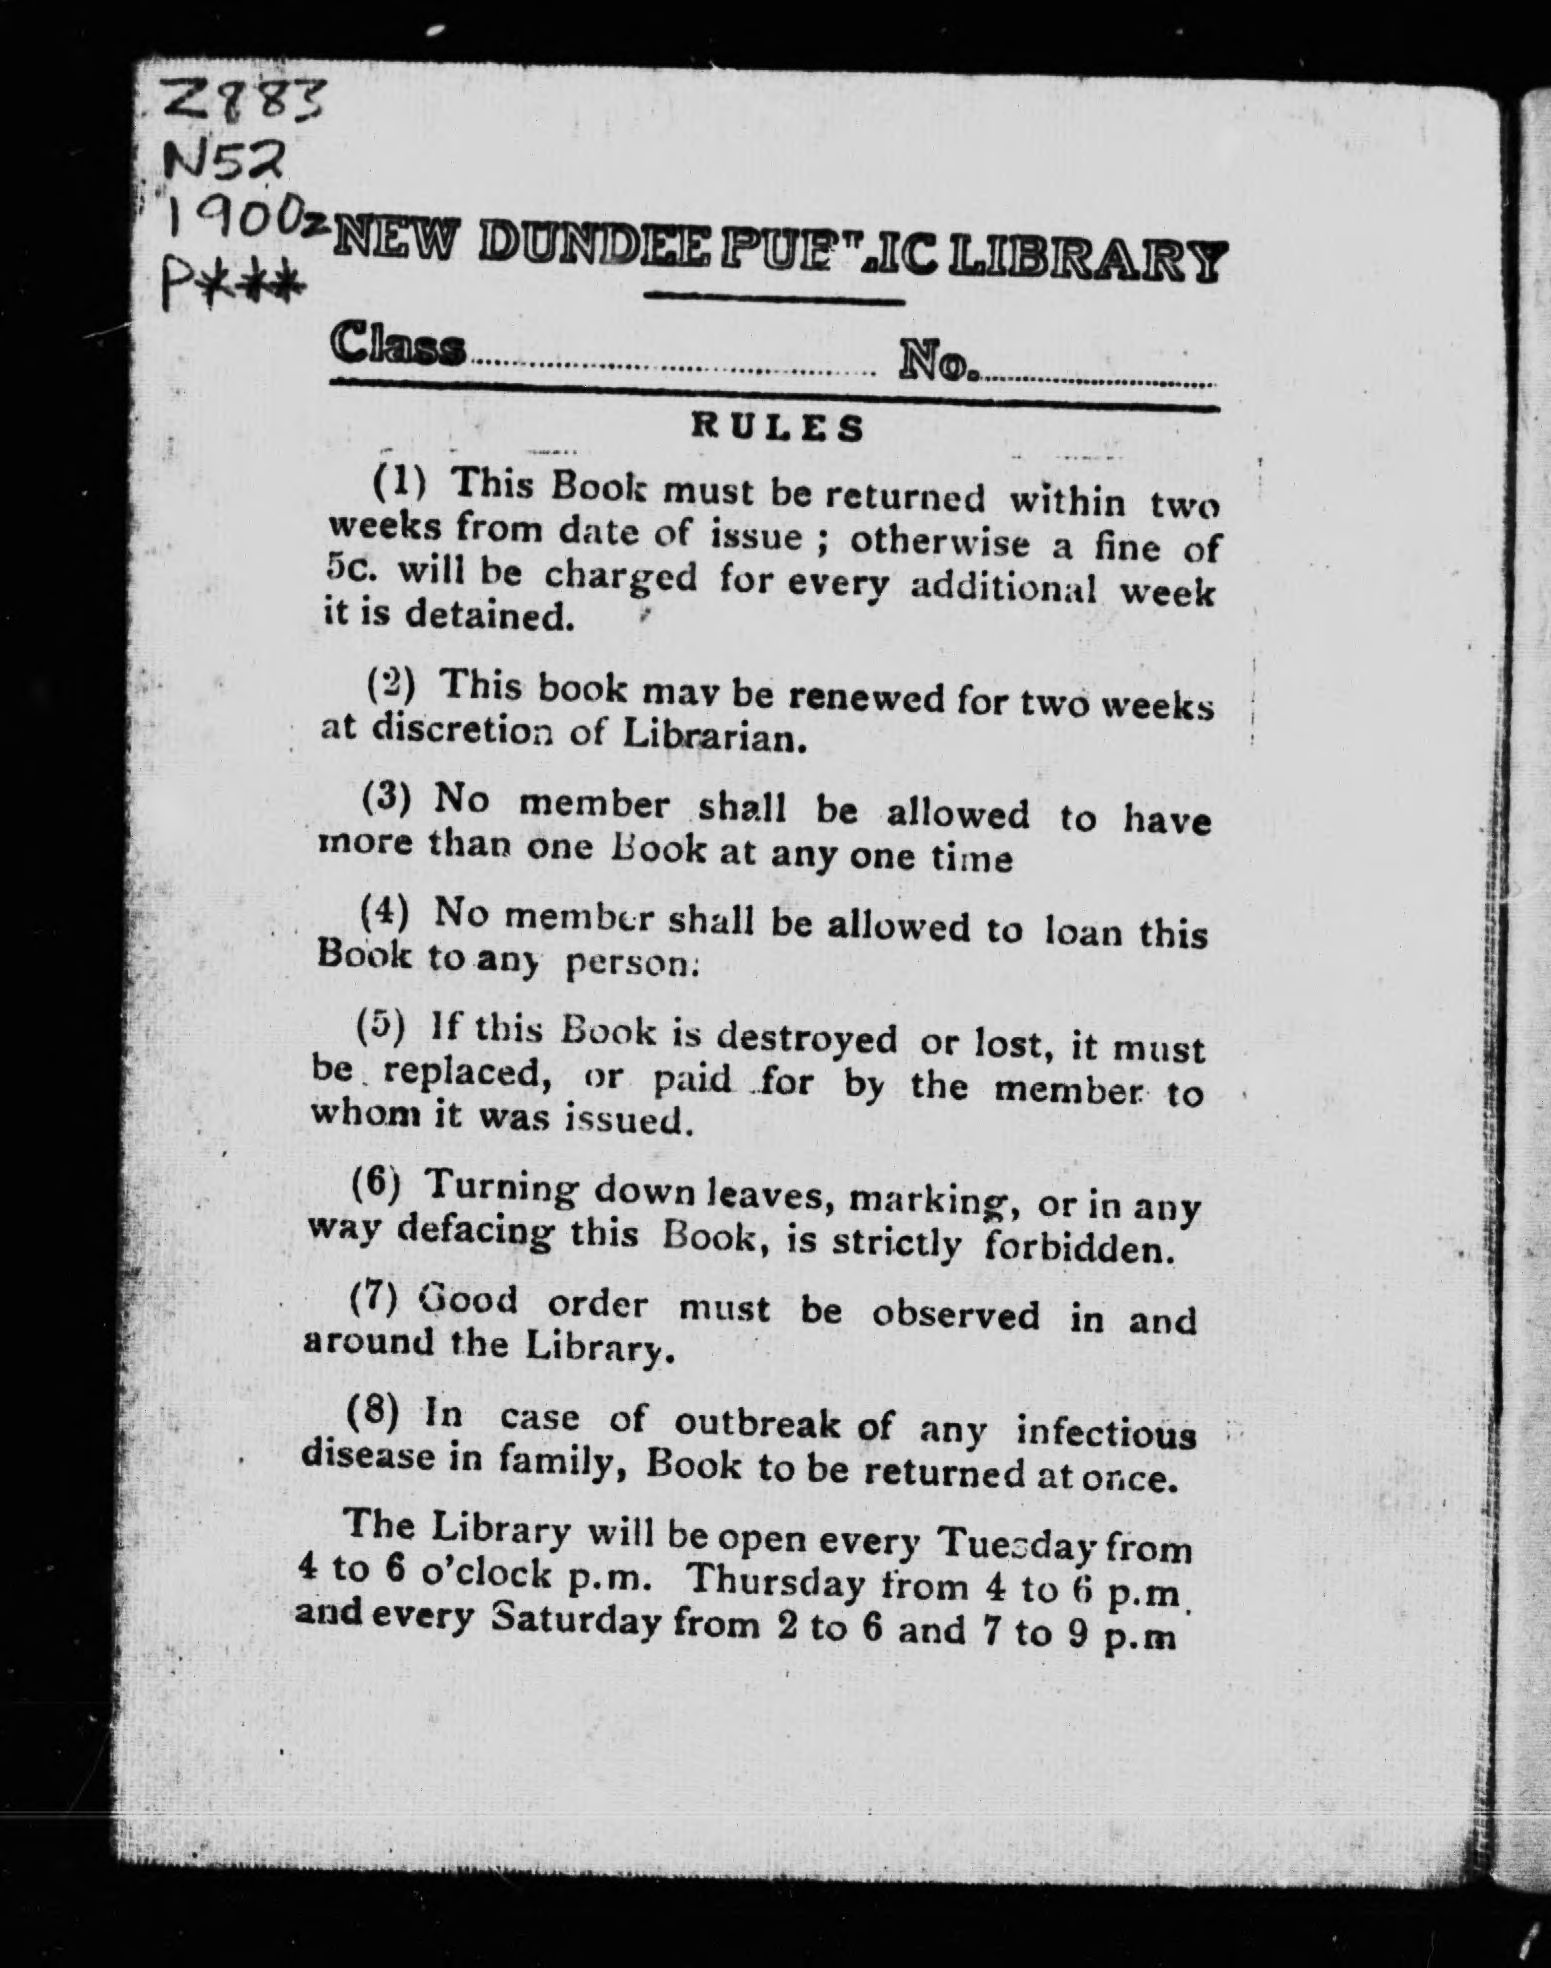 Z883
N52
1900z
P***
NEW DUNDEE PUBLIC LIBRARY
Class............................ No.....................
RULES
(1) This Book must be returned within two
weeks from date of issue ; otherwise a fine of
5c. will be charged for every additional week
it is detained.
(2) This book may be renewed for two weeks
at discretion of Librarian.
(3) No member shall be allowed to have
more than one Book at any one time
(4) No member shall be allowed to loan this
Book to any person.
(5) If this Book is destroyed or lost, it must
be replaced, or paid for by the member to
whom it was issued.
(6) Turning down leaves, marking, or in any
way defacing this Book, is strictly forbidden.
(7) Good order must be observed in and
around the Library.
(8) In case of outbreak of any infectious
disease in family, Book to be returned at once.
The Library will be open every Tuesday from
4 to 6 o'clock p.m. Thursday from 4 to 6 p.m.
and every Saturday from 2 to 6 and 7 to 9 p.m